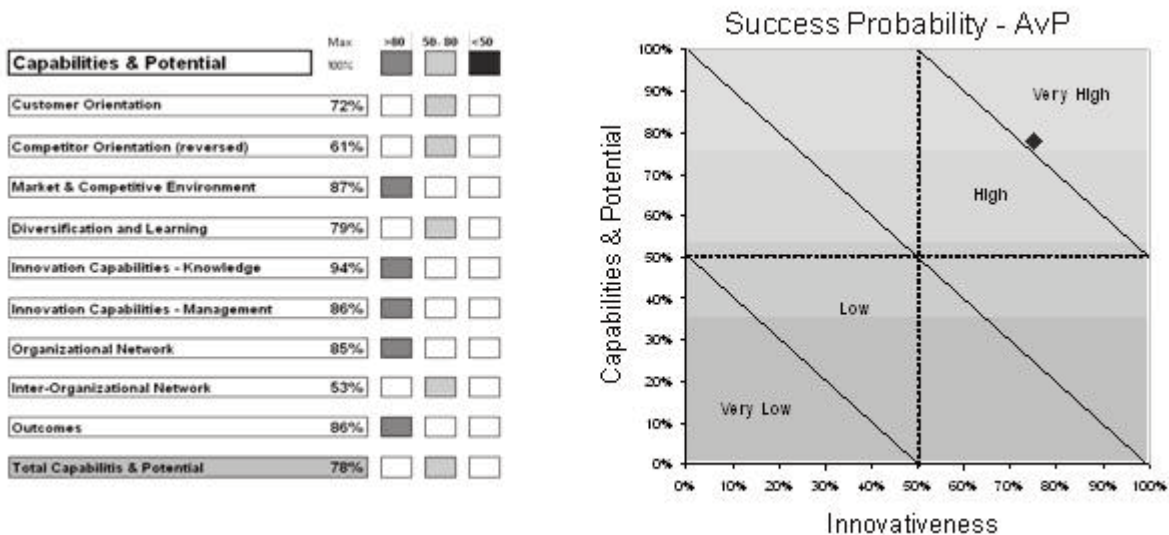 Max >80 50-80 <50
Capabilities & Potential 100%
Customer Orientation 72%
Competitor Orientation (reversed) 61%
Market & Competitive Environment 87%
Diversification and Learning 79%
Innovation Capabilities - Knowledge 94%
Innovation Capabilities - Management 86%
Organizational Network 85%
Inter-Organizational Network 53%
Outcomes 86%
Total Capabilitis & Potential 78%
Success Probability - AvP
Capabilities & Potential
100%
90%
80%
70%
60%
50%
40%
30%
20%
10%
0%
Very High
High
Low
Very Low
0% 10% 20% 30% 40% 50% 60% 70% 80% 90% 100%
Innovativeness